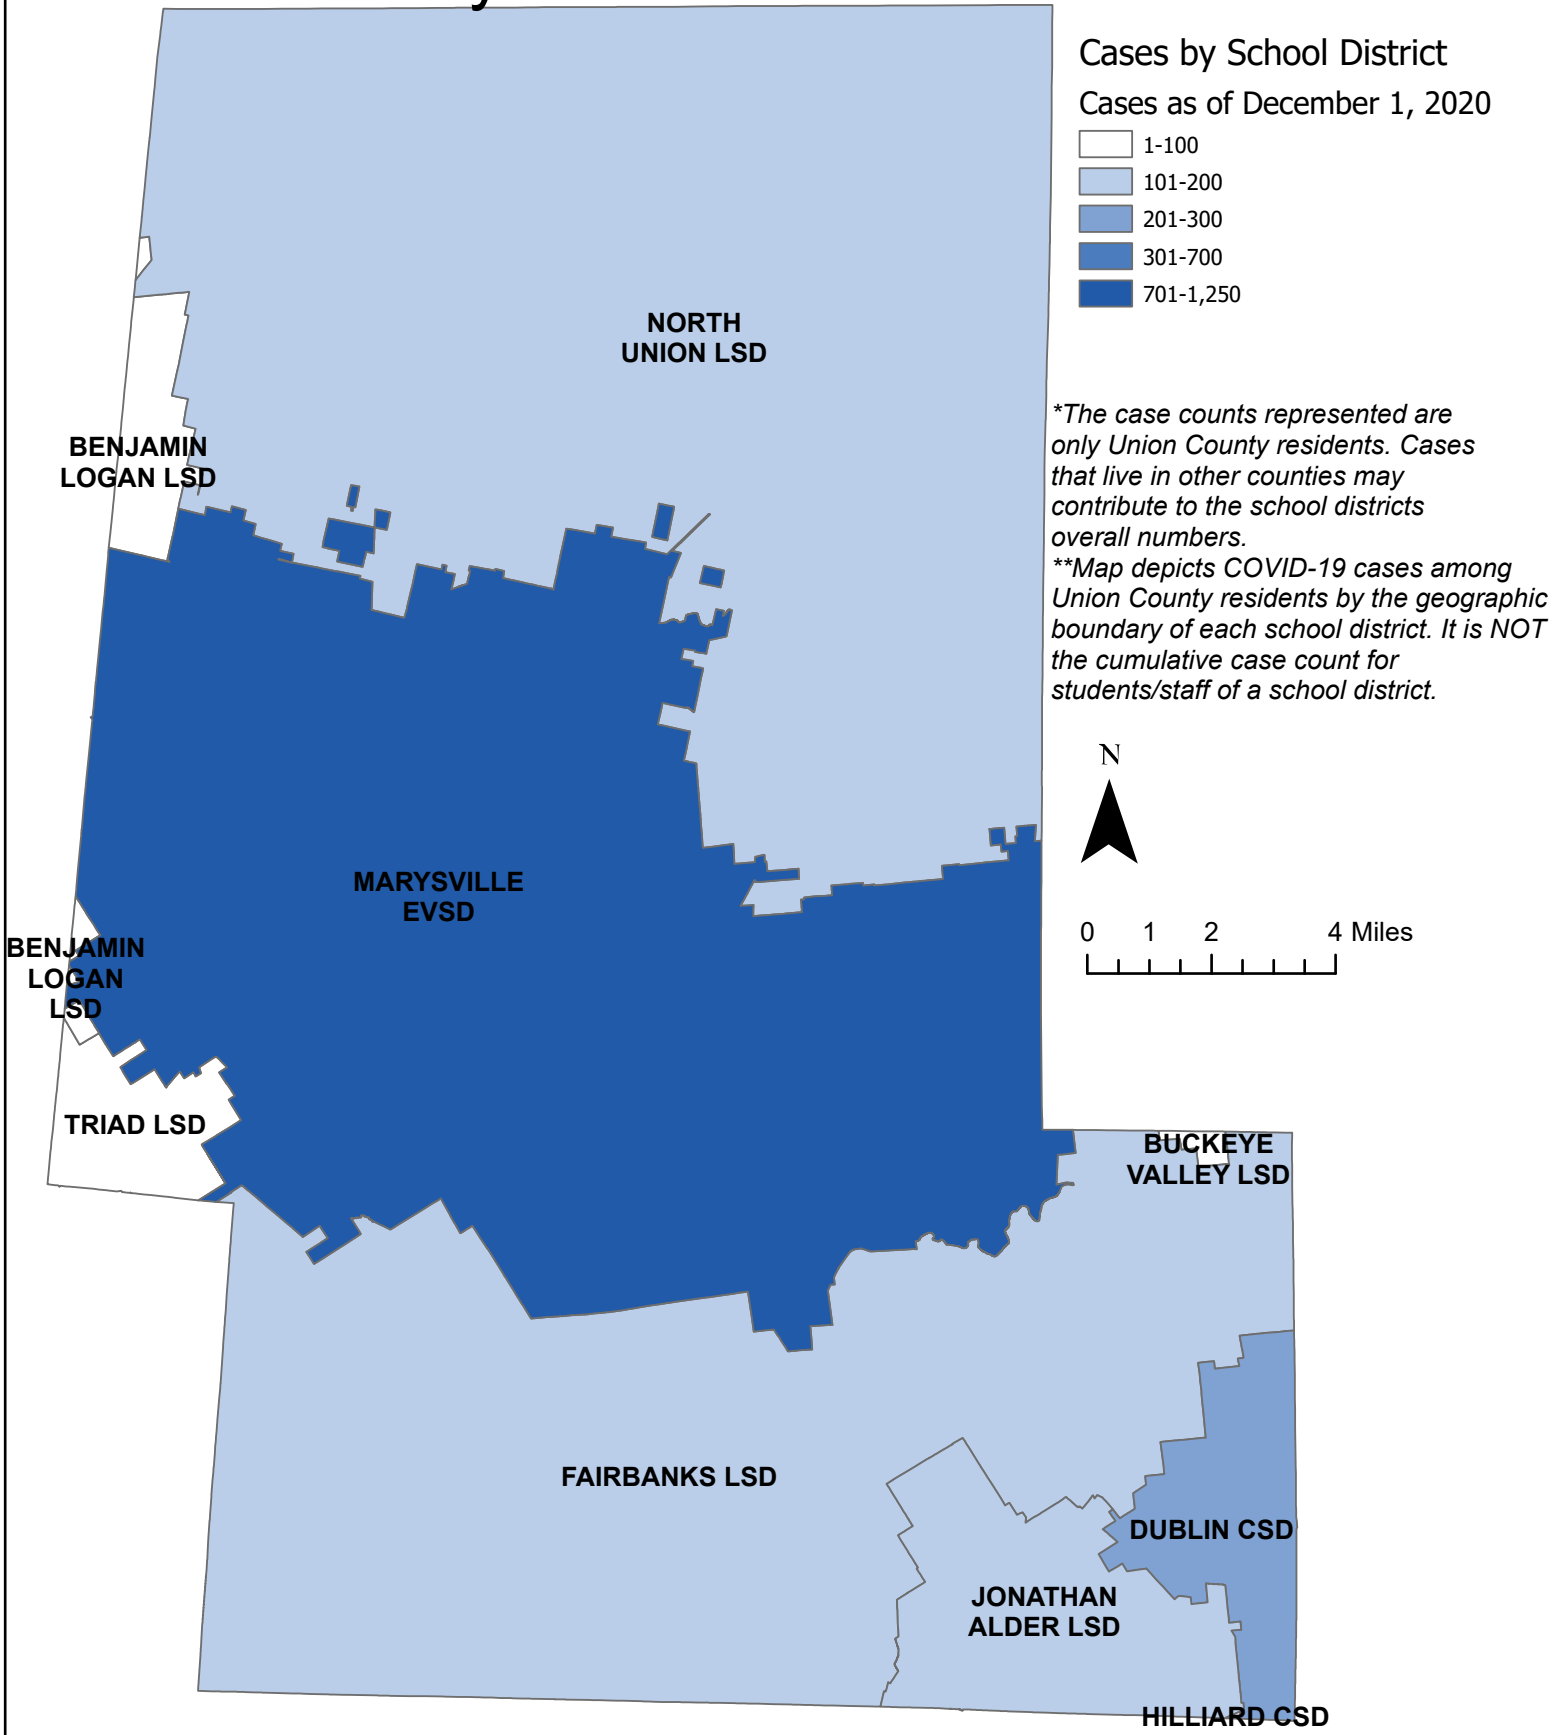 Cases by School District
Cases as of December 1, 2020
1-100
101-200
201-300
301-700
701-1,250
NORTH
UNION LSD
*The case counts represented are
only Union County residents. Cases
that live in other counties may
contribute to the school districts
overall numbers.
**Map depicts COVID-19 cases among
Union County residents by the geographic
boundary of each school district. It is NOT
the cumulative case count for
students/staff of a school district.
BENJAMIN
LOGAN LSD
N
MARYSVILLE
EVSD
0 1 2 4 Miles
BENJAMIN
LOGAN
LSD
TRIAD LSD
BUCKEYE
VALLEY LSD
FAIRBANKS LSD
DUBLIN CSD
JONATHAN
ALDER LSD
HILLIARD CSD